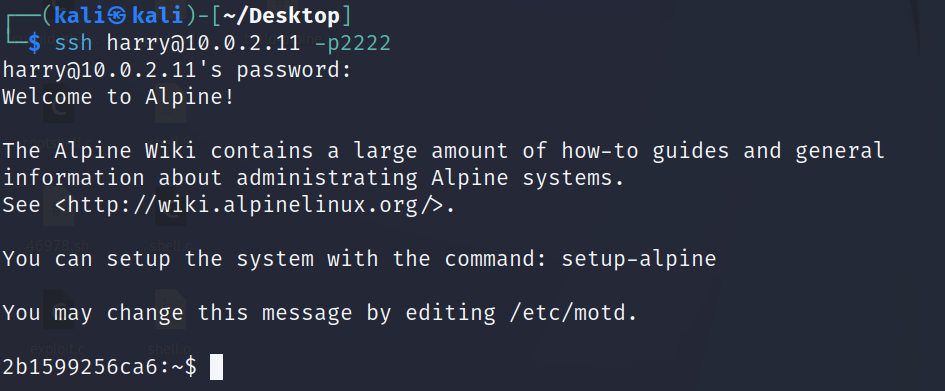 ┌──(kali㉿kali)-[~/Desktop]
└─$ ssh harry@10.0.2.11 -p2222
harry@10.0.2.11's password:
Welcome to Alpine!
The Alpine Wiki contains a large amount of how-to guides and general
information about administrating Alpine systems.
See <http://wiki.alpinelinux.org/>.
You can setup the system with the command: setup-alpine
You may change this message by editing /etc/motd.
2b1599256ca6:~$